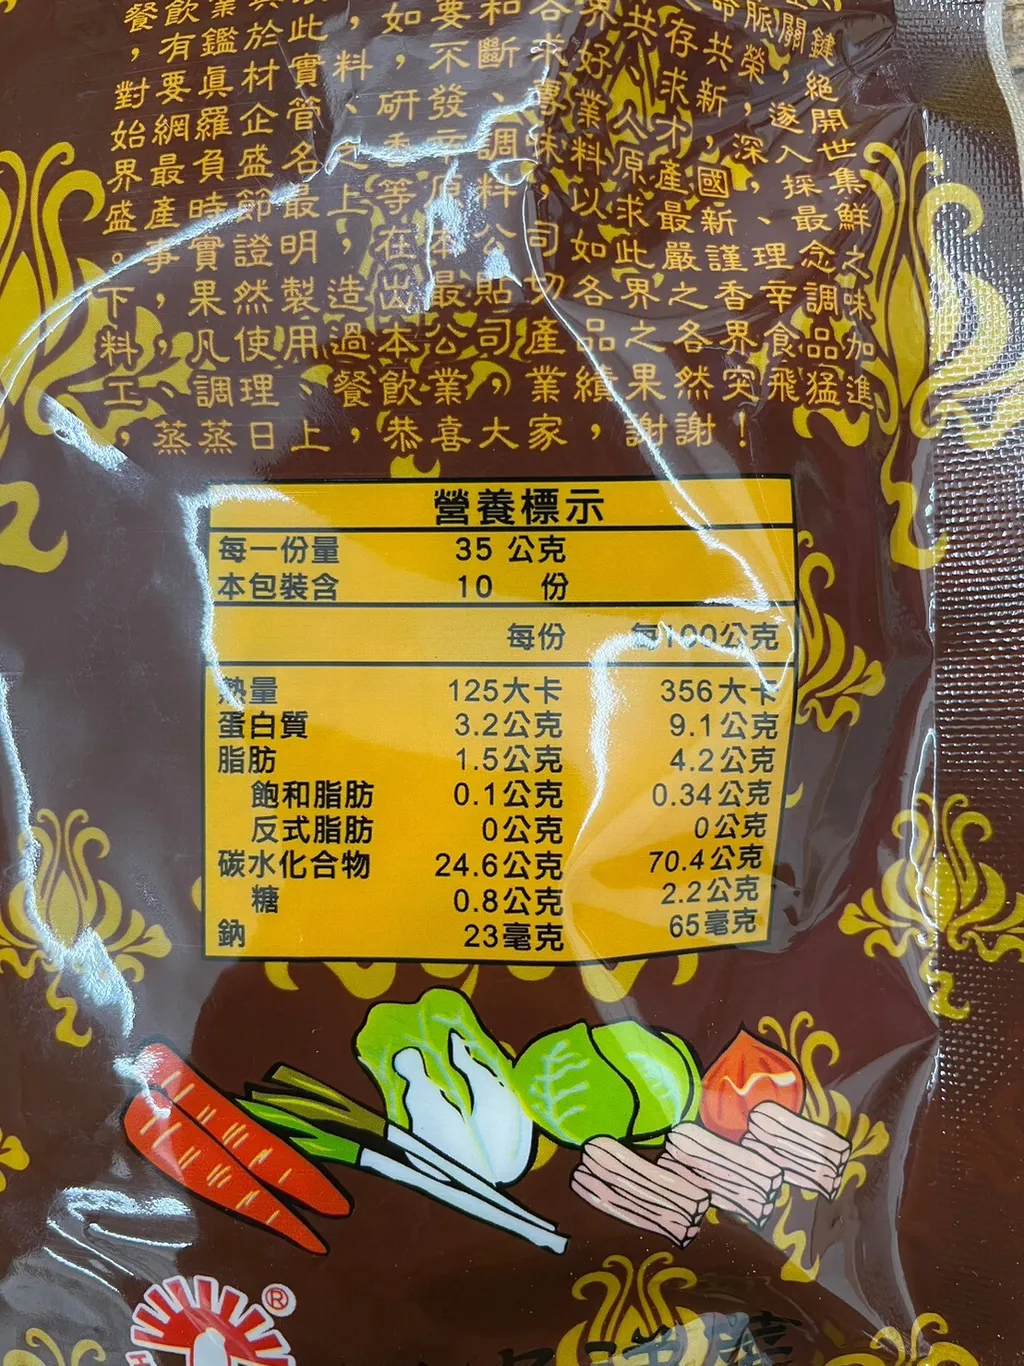 ，有鑑於此，如要和合共存共榮，絕
對要眞材實料，不斷求好求新，遂開
始網羅企管、研發、專業人才，深入世
界最負盛名之香辛調味料原產國，採集
盛產時節最上等原料，以求最新、最鮮
。事實證明，在本公司如此嚴謹理念之
下，果然製造出最貼切各界之香辛調味
料，凡使用過本公司產品之各界食品加
工、調理、餐飲業，業績果然突飛猛進
，蒸蒸日上，恭喜大家，謝謝！
營養標示
每一份量 35 公克
本包裝含 10 份
每份 每100公克
熱量 125大卡 356大卡
蛋白質 3.2公克 9.1公克
脂肪 1.5公克 4.2公克
飽和脂肪 0.1公克 0.34公克
反式脂肪 0公克 0公克
碳水化合物 24.6公克 70.4公克
糖 0.8公克 2.2公克
鈉 23毫克 65毫克
®